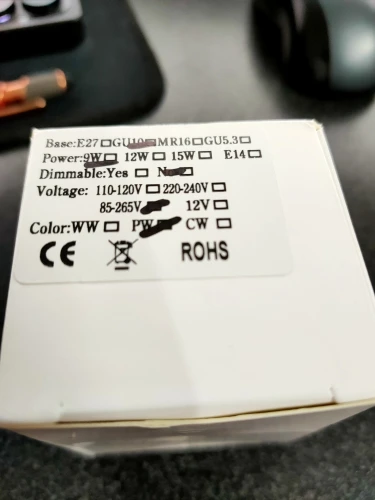 Base:E27☐GU10☐MR16☐GU5.3☐
Power:9W☐ 12W☐ 15W☐ E14☐
Dimmable:Yes ☐ No☐
Voltage: 110-120V ☐ 220-240V ☐
85-265V ☐ 12V ☐
Color:WW ☐ PW ☐ CW ☐
CE ROHS